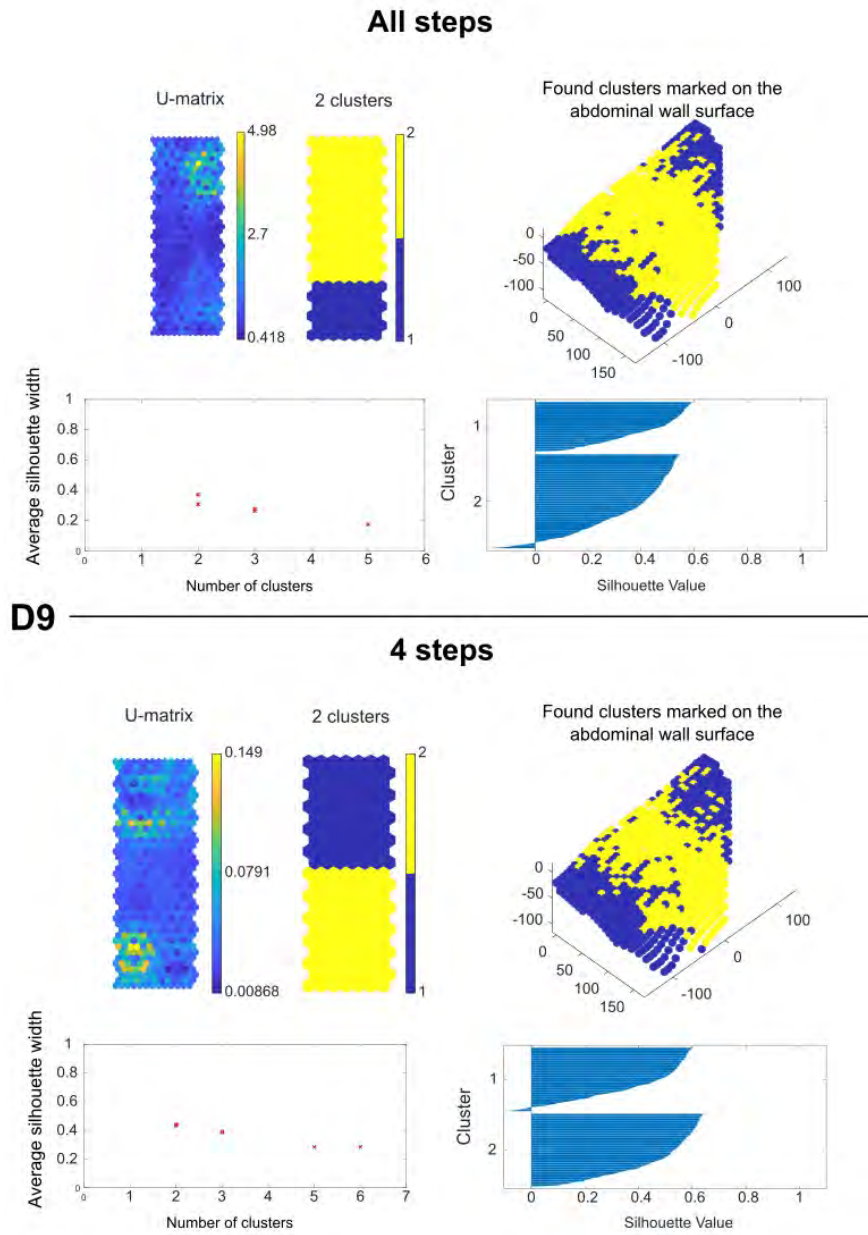 All steps
U-matrix
4.98
2.7
0.418
2 clusters
2
1
Found clusters marked on the
abdominal wall surface
0
-50
-100
0
50
100
150
-100
0
100
Average silhouette width
1
0.8
0.6
0.4
0.2
0
0 1 2 3 4 5 6
Number of clusters
Cluster
1
2
0 0.2 0.4 0.6 0.8 1
Silhouette Value
D9
4 steps
U-matrix
0.149
0.0791
0.00868
2 clusters
2
1
Found clusters marked on the
abdominal wall surface
0
-50
-100
0
50
100
150
-100
0
100
Average silhouette width
1
0.8
0.6
0.4
0.2
0
0 1 2 3 4 5 6 7
Number of clusters
Cluster
1
2
0 0.2 0.4 0.6 0.8 1
Silhouette Value